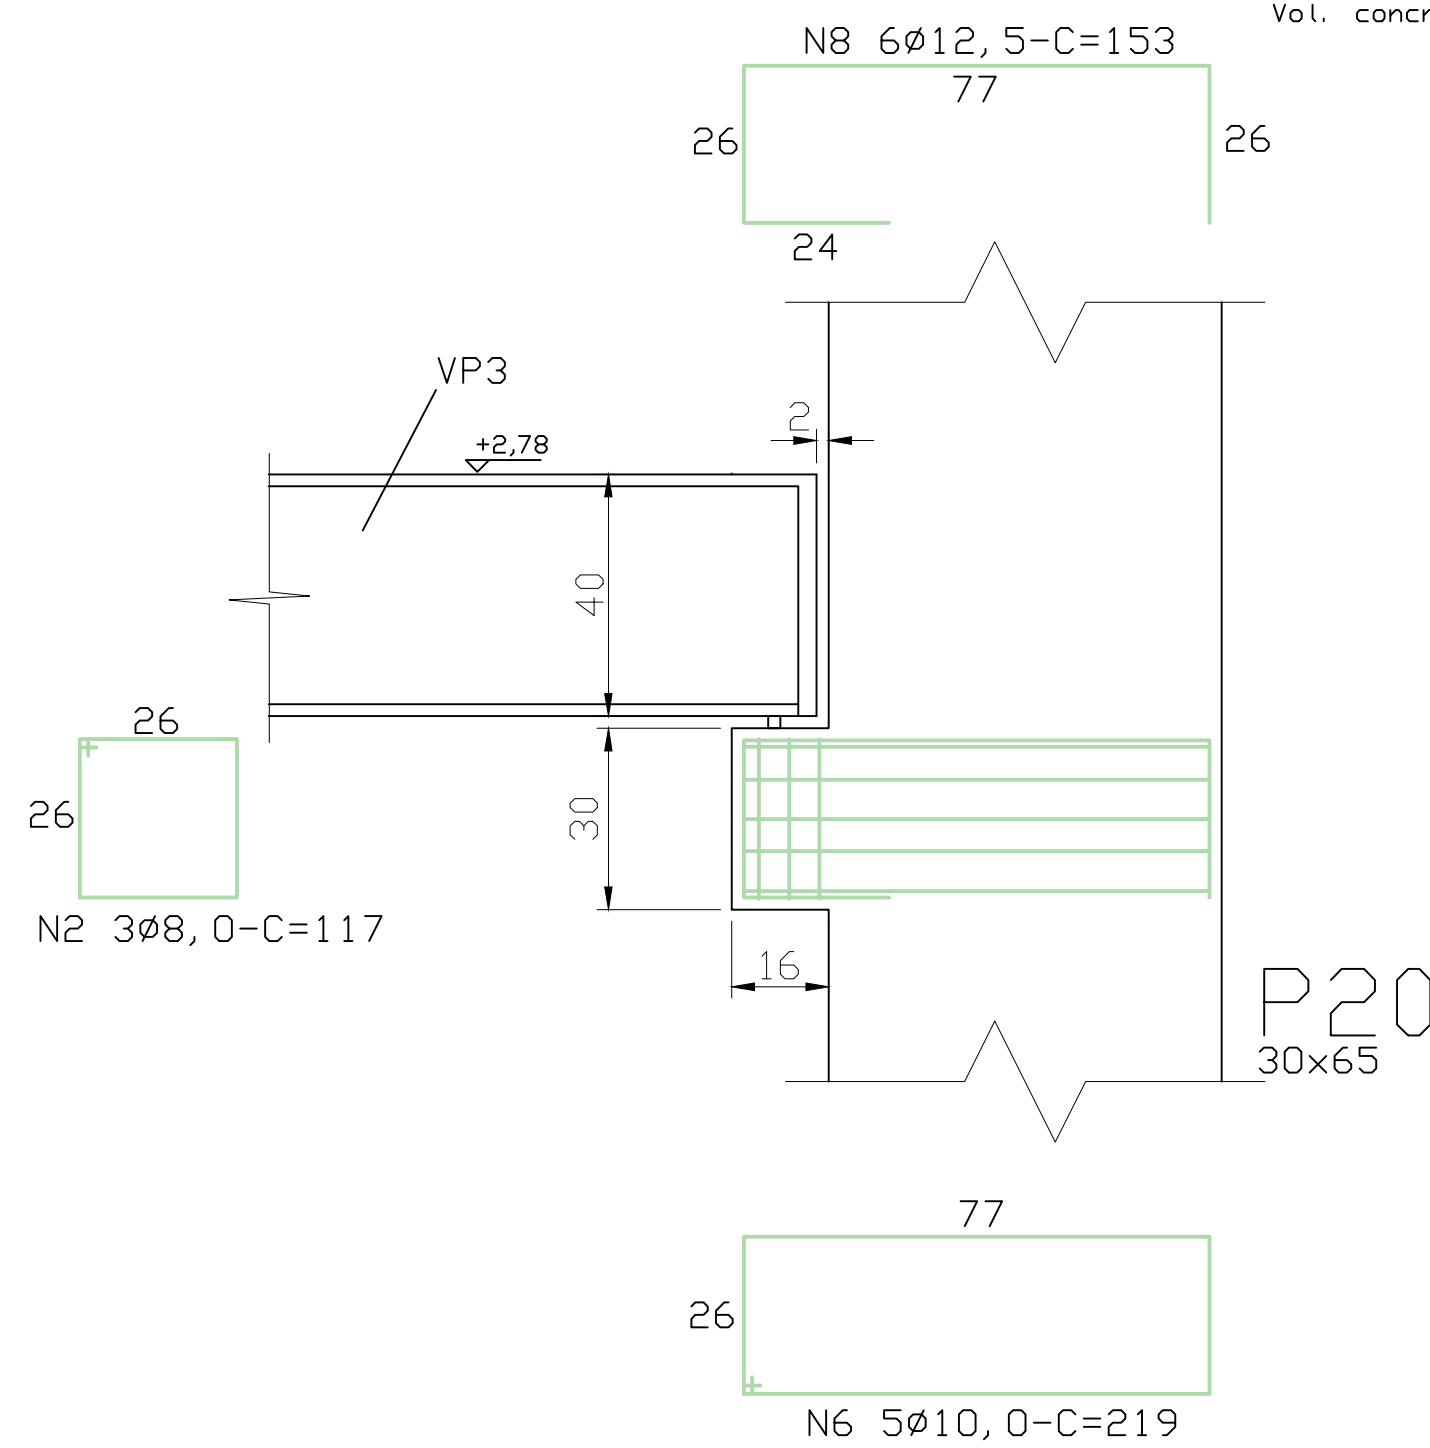 Vol. concr
N8 6ø12,5-C=153
77
26
26
24
VP3
2
+2,78
40
26
26
30
N2 3ø8,0-C=117
16
P20
30x65
77
26
N6 5ø10,0-C=219